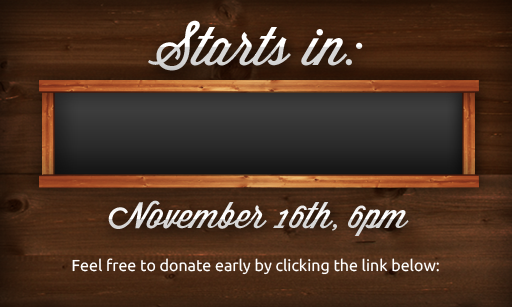 Starts in:
November 16th, 6pm
Feel free to donate early by clicking the link below: